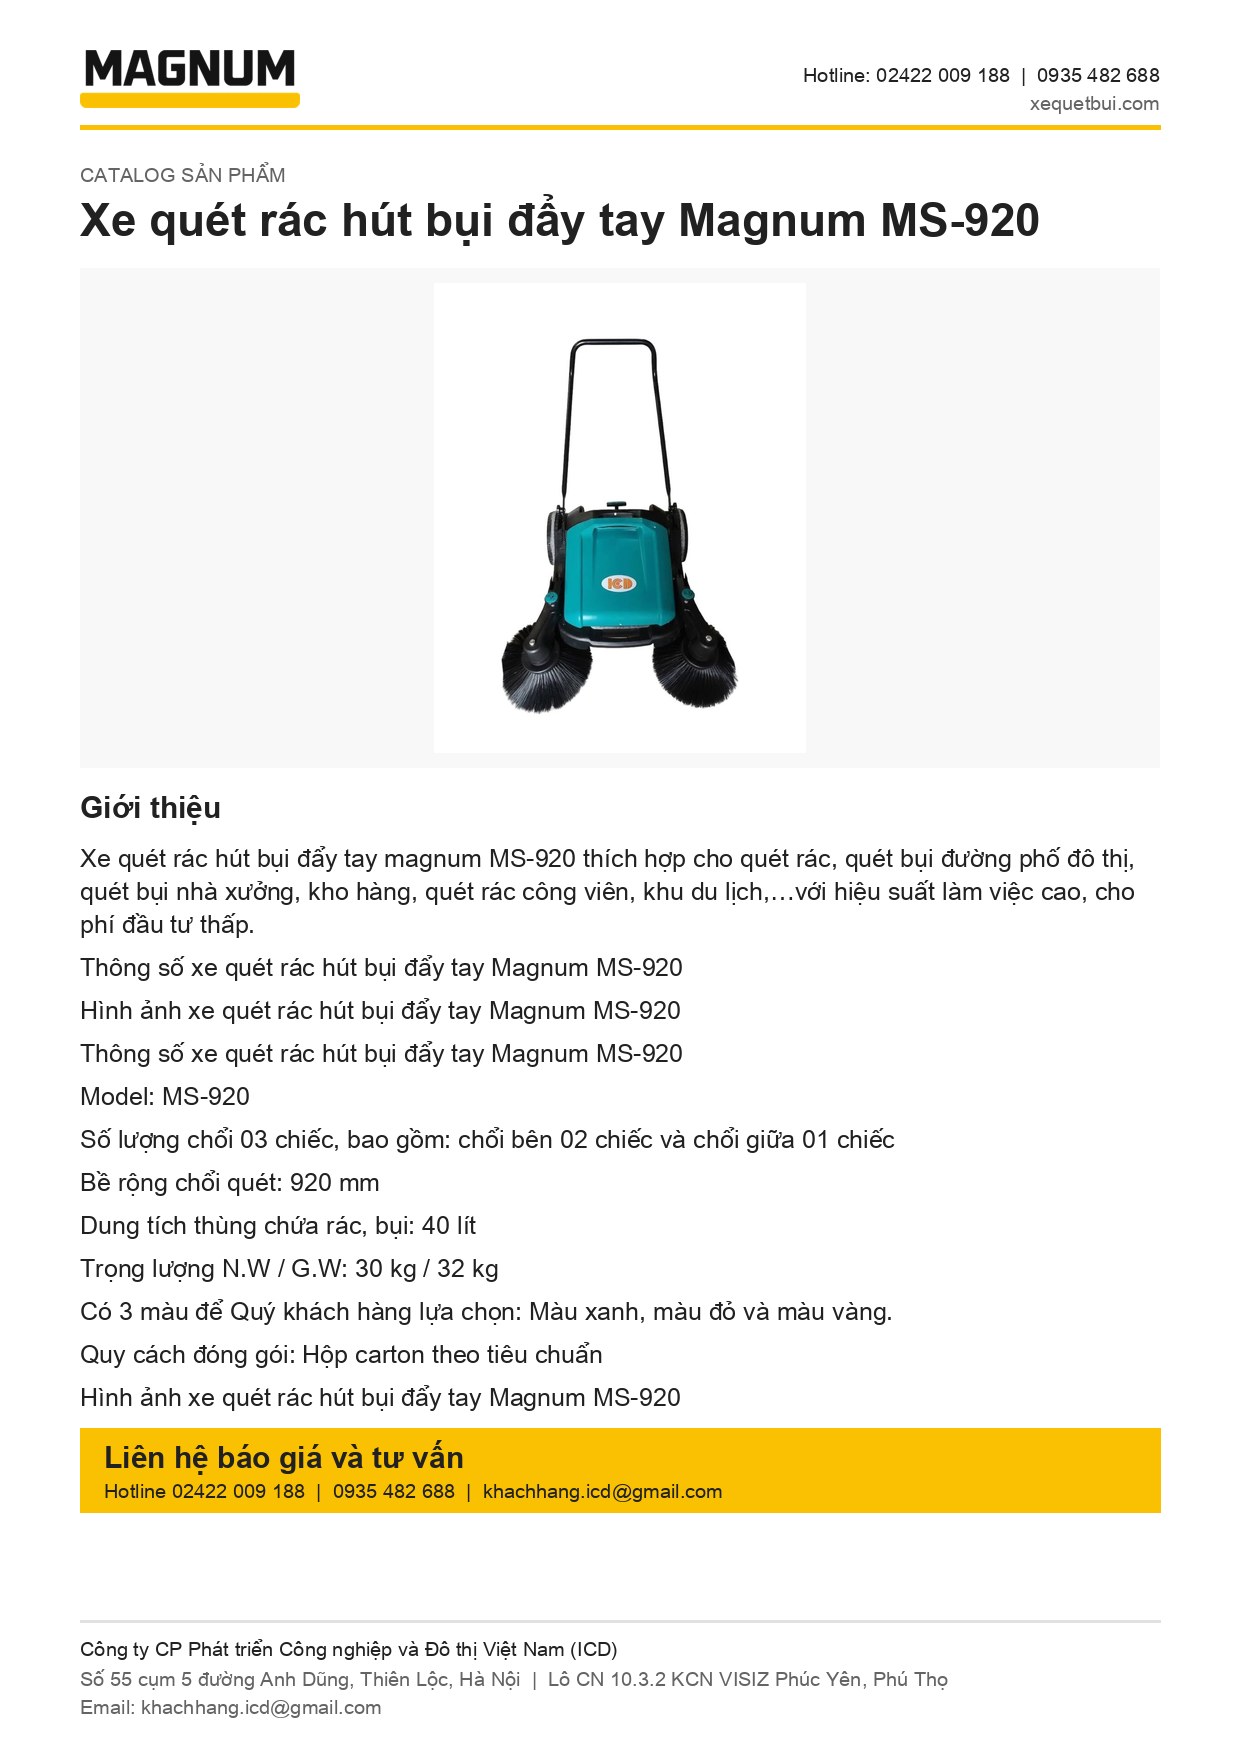 MAGNUM
Hotline: 02422 009 188 | 0935 482 688
xequetbui.com
CATALOG SẢN PHẨM
Xe quét rác hút bụi đẩy tay Magnum MS-920
ICD
Giới thiệu
Xe quét rác hút bụi đẩy tay magnum MS-920 thích hợp cho quét rác, quét bụi đường phố đô thị,
quét bụi nhà xưởng, kho hàng, quét rác công viên, khu du lịch,…với hiệu suất làm việc cao, cho
phí đầu tư thấp.
Thông số xe quét rác hút bụi đẩy tay Magnum MS-920
Hình ảnh xe quét rác hút bụi đẩy tay Magnum MS-920
Thông số xe quét rác hút bụi đẩy tay Magnum MS-920
Model: MS-920
Số lượng chổi 03 chiếc, bao gồm: chổi bên 02 chiếc và chổi giữa 01 chiếc
Bề rộng chổi quét: 920 mm
Dung tích thùng chứa rác, bụi: 40 lít
Trọng lượng N.W / G.W: 30 kg / 32 kg
Có 3 màu để Quý khách hàng lựa chọn: Màu xanh, màu đỏ và màu vàng.
Quy cách đóng gói: Hộp carton theo tiêu chuẩn
Hình ảnh xe quét rác hút bụi đẩy tay Magnum MS-920
Liên hệ báo giá và tư vấn
Hotline 02422 009 188 | 0935 482 688 | khachhang.icd@gmail.com
Công ty CP Phát triển Công nghiệp và Đô thị Việt Nam (ICD)
Số 55 cụm 5 đường Anh Dũng, Thiên Lộc, Hà Nội | Lô CN 10.3.2 KCN VISIZ Phúc Yên, Phú Thọ
Email: khachhang.icd@gmail.com